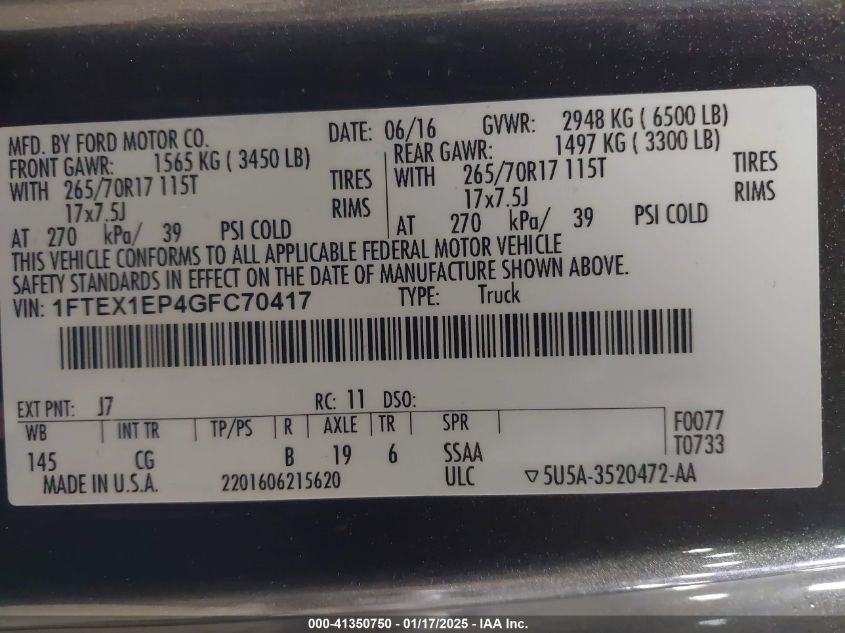 MFD. BY FORD MOTOR CO. DATE: 06/16 GVWR: 2948 KG ( 6500 LB)
FRONT GAWR: 1565 KG ( 3450 LB) REAR GAWR: 1497 KG ( 3300 LB)
WITH 265/70R17 115T TIRES WITH 265/70R17 115T TIRES
17x7.5J RIMS 17x7.5J RIMS
AT 270 kPa/ 39 PSI COLD AT 270 kPa/ 39 PSI COLD
THIS VEHICLE CONFORMS TO ALL APPLICABLE FEDERAL MOTOR VEHICLE
SAFETY STANDARDS IN EFFECT ON THE DATE OF MANUFACTURE SHOWN ABOVE.
VIN: 1FTEX1EP4GFC70417 TYPE: Truck
EXT PNT: J7 RC: 11 DSO:
WB INT TR TP/PS R AXLE TR SPR F0077
145 CG B 19 6 SSAA T0733
MADE IN U.S.A. 2201606215620 ULC ▽5U5A-3520472-AA
000-41350750 — 01/17/2025 - IAA Inc.